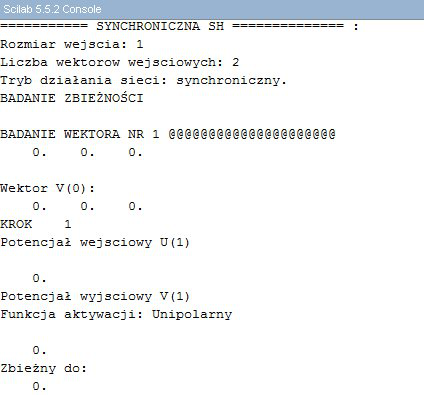 Scilab 5.5.2 Console
=========== SYNCHRONICZNA SH ============== :
Rozmiar wejscia: 1
Liczba wektorow wejsciowych: 2
Tryb działania sieci: synchroniczny.
BADANIE ZBIEŻNOŚCI
BADANIE WEKTORA NR 1 @@@@@@@@@@@@@@@@@@@@@
0. 0. 0.
Wektor V(0):
0. 0. 0.
KROK 1
Potencjał wejsciowy U(1)
0.
Potencjał wyjsciowy V(1)
Funkcja aktywacji: Unipolarny
0.
Zbieżny do:
0.